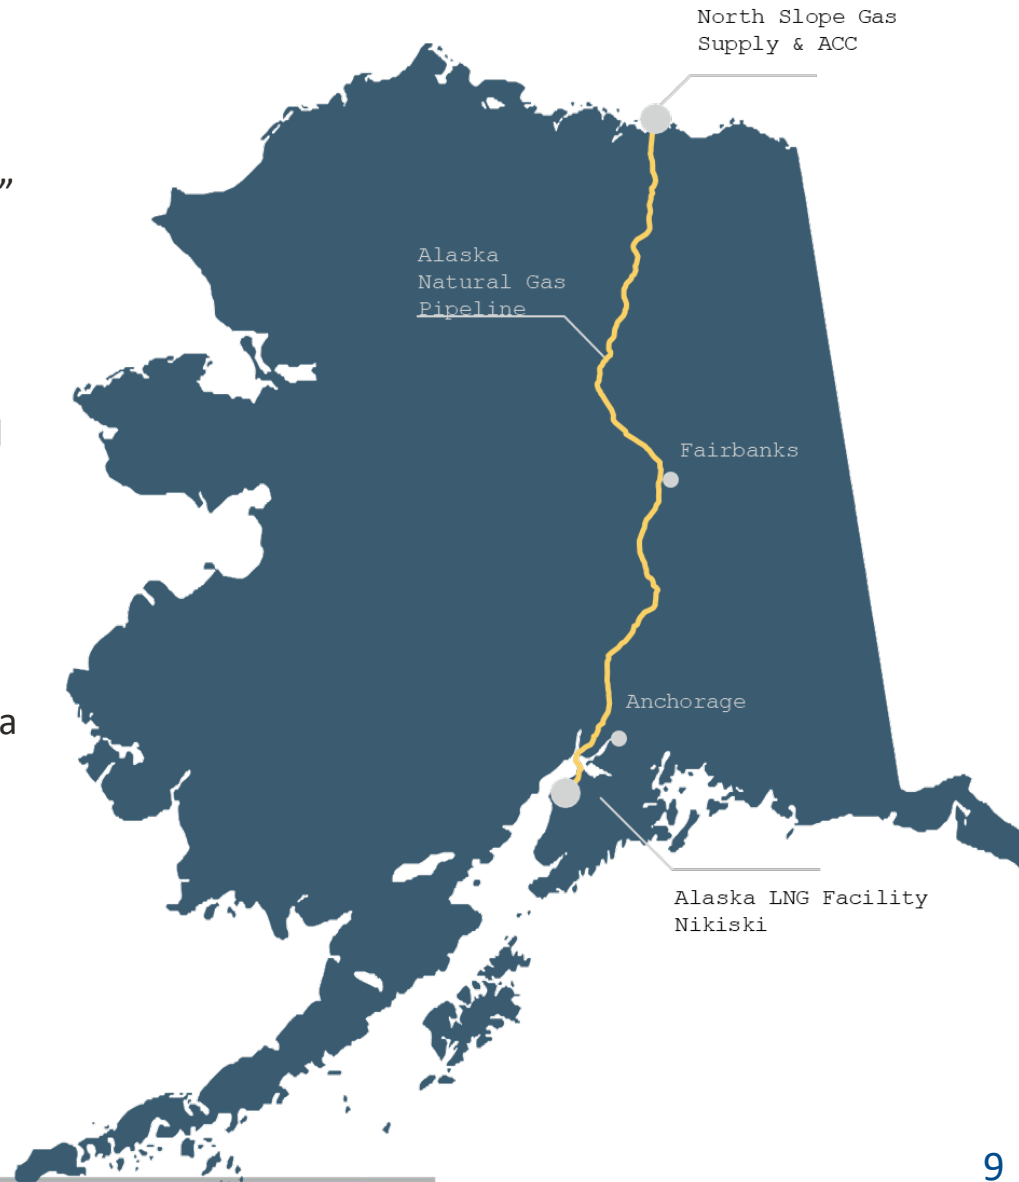 North Slope Gas
Supply & ACC
”
Alaska
Natural Gas
Pipeline
Fairbanks
a
Anchorage
Alaska LNG Facility
Nikiski
9